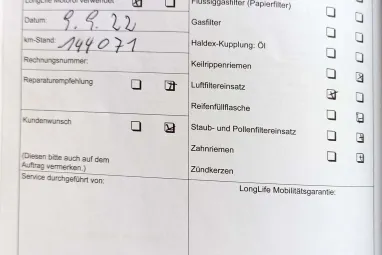 LongLife Motoröl verwendet
Datum: 9.9.22
km-Stand: 144071
Rechnungsnummer:
Reparaturempfehlung
Kundenwunsch
(Diesen bitte auch auf dem
Auftrag vermerken.)
Service durchgeführt von:
Flüssiggasfilter (Papierfilter)
Gasfilter
Haldex-Kupplung: Öl
Keilrippenriemen
Luftfiltereinsatz
Reifenfüllflasche
Staub- und Pollenfiltereinsatz
Zahnriemen
Zündkerzen
LongLife Mobilitätsgarantie: